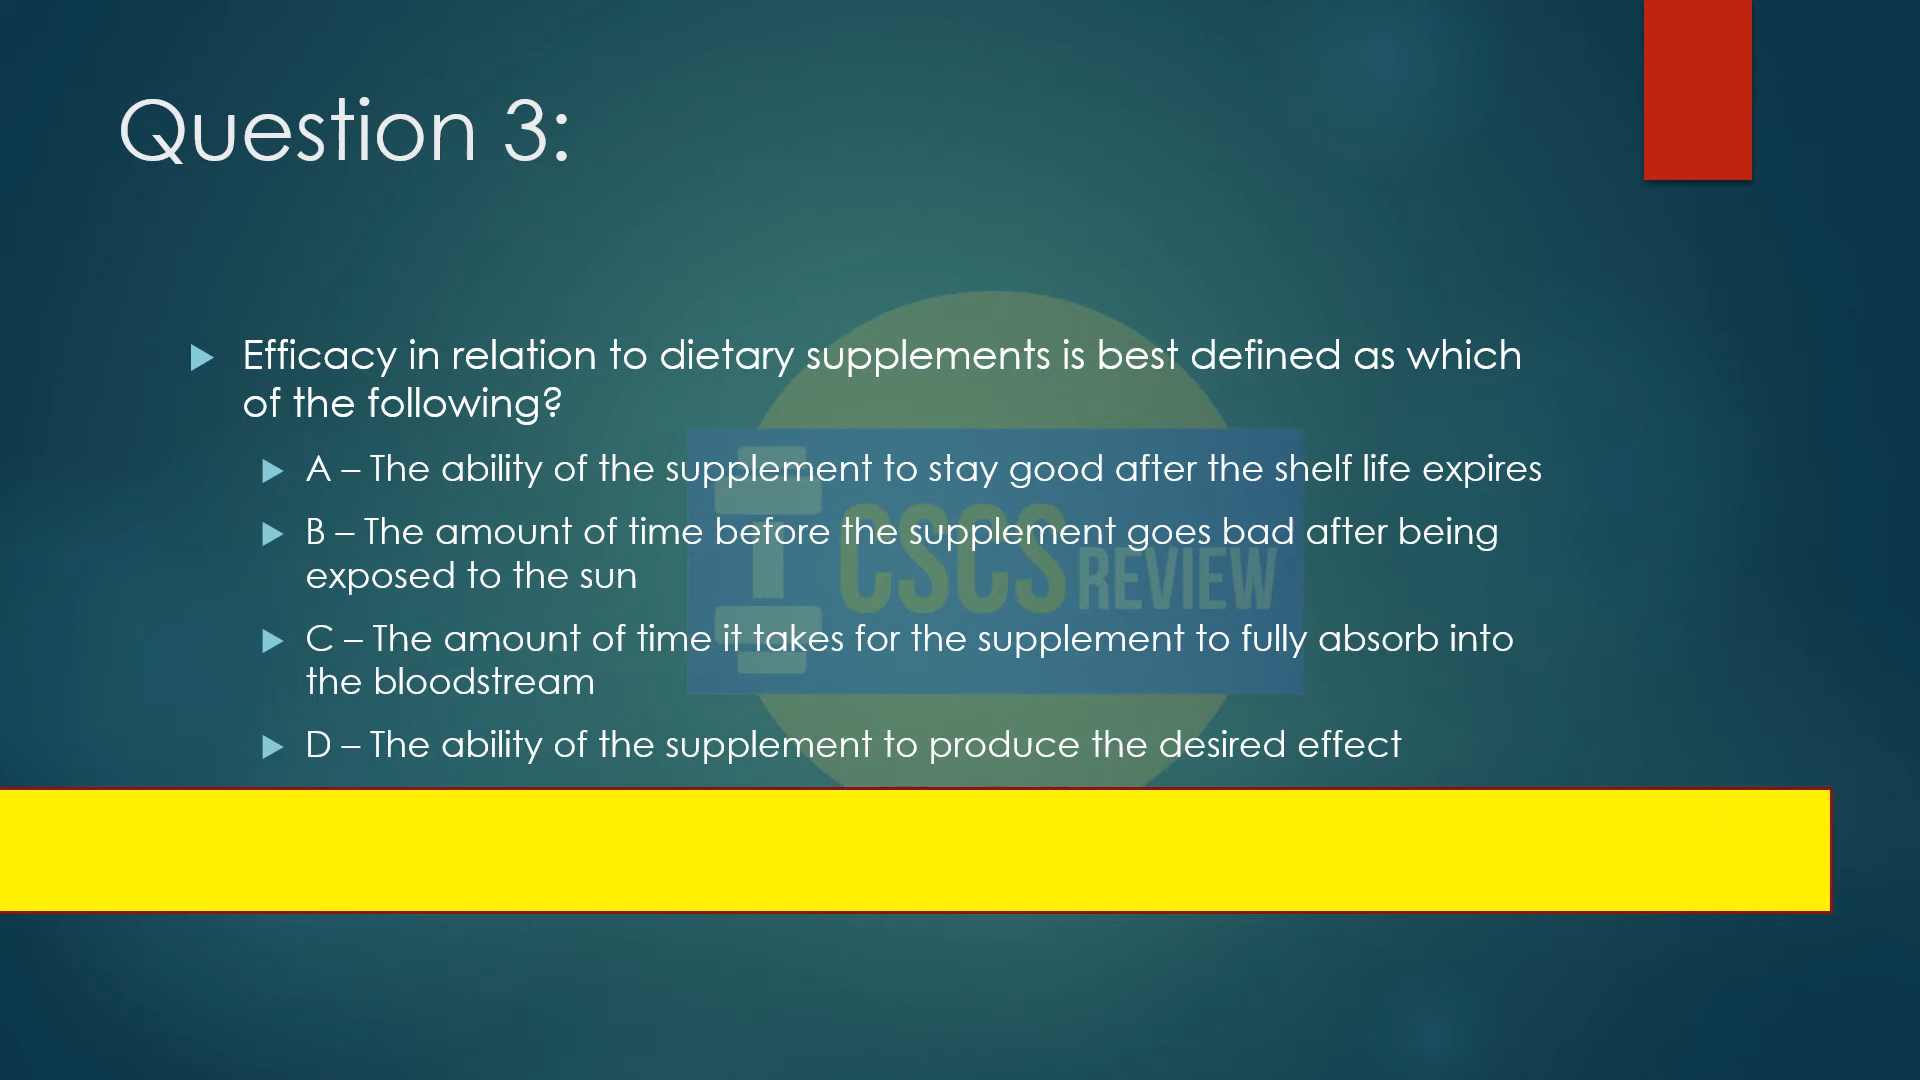 Question 3:
Efficacy in relation to dietary supplements is best defined as which
of the following?
A – The ability of the supplement to stay good after the shelf life expires
B – The amount of time before the supplement goes bad after being
exposed to the sun
C – The amount of time it takes for the supplement to fully absorb into
the bloodstream
D – The ability of the supplement to produce the desired effect
CSCS REVIEW